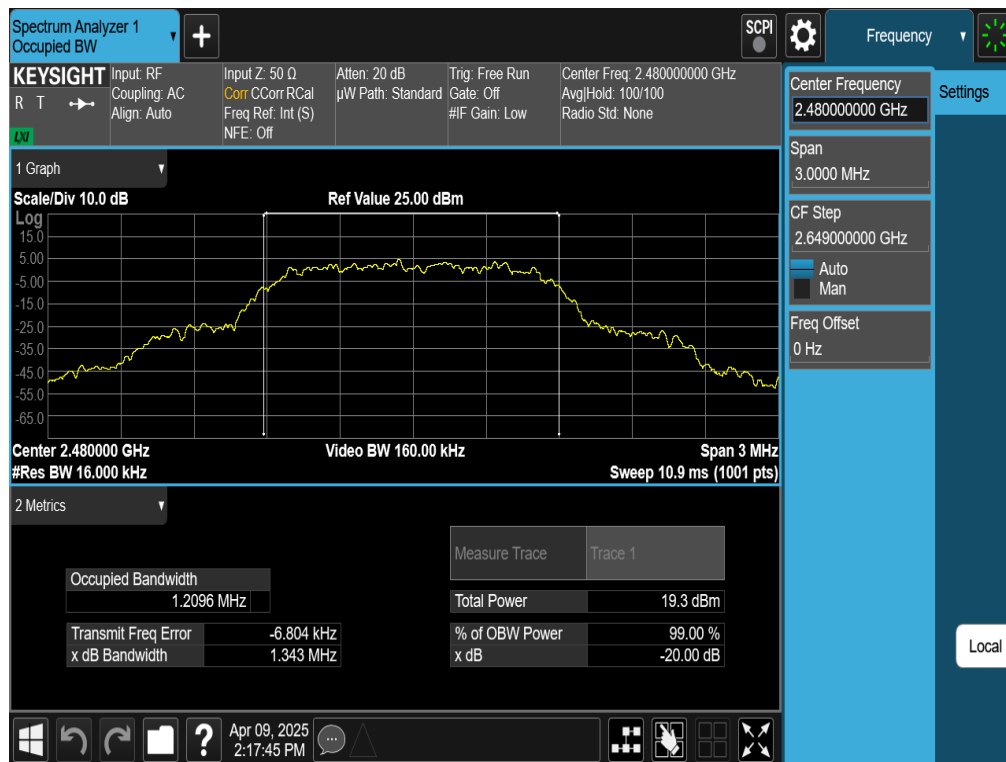 Spectrum Analyzer 1
Occupied BW
+
SCPI
Frequency
KEYSIGHT
R T
LXI
Input: RF
Coupling: AC
Align: Auto
Input Z: 50 Ω
Corr CCorr RCal
Freq Ref: Int (S)
NFE: Off
Atten: 20 dB
µW Path: Standard
Trig: Free Run
Gate: Off
#IF Gain: Low
Center Freq: 2.480000000 GHz
Avg|Hold: 100/100
Radio Std: None
Center Frequency
2.480000000 GHz
Settings
Span
3.0000 MHz
CF Step
2.649000000 GHz
Auto
Man
Freq Offset
0 Hz
Local
1 Graph
Scale/Div 10.0 dB
Ref Value 25.00 dBm
Log
15.0
5.00
-5.00
-15.0
-25.0
-35.0
-45.0
-55.0
-65.0
Center 2.480000 GHz
Video BW 160.00 kHz
Span 3 MHz
#Res BW 16.000 kHz
Sweep 10.9 ms (1001 pts)
2 Metrics
Measure Trace
Trace 1
Occupied Bandwidth
1.2096 MHz
Total Power
19.3 dBm
Transmit Freq Error
-6.804 kHz
% of OBW Power
99.00 %
x dB Bandwidth
1.343 MHz
x dB
-20.00 dB
?
Apr 09, 2025
2:17:45 PM